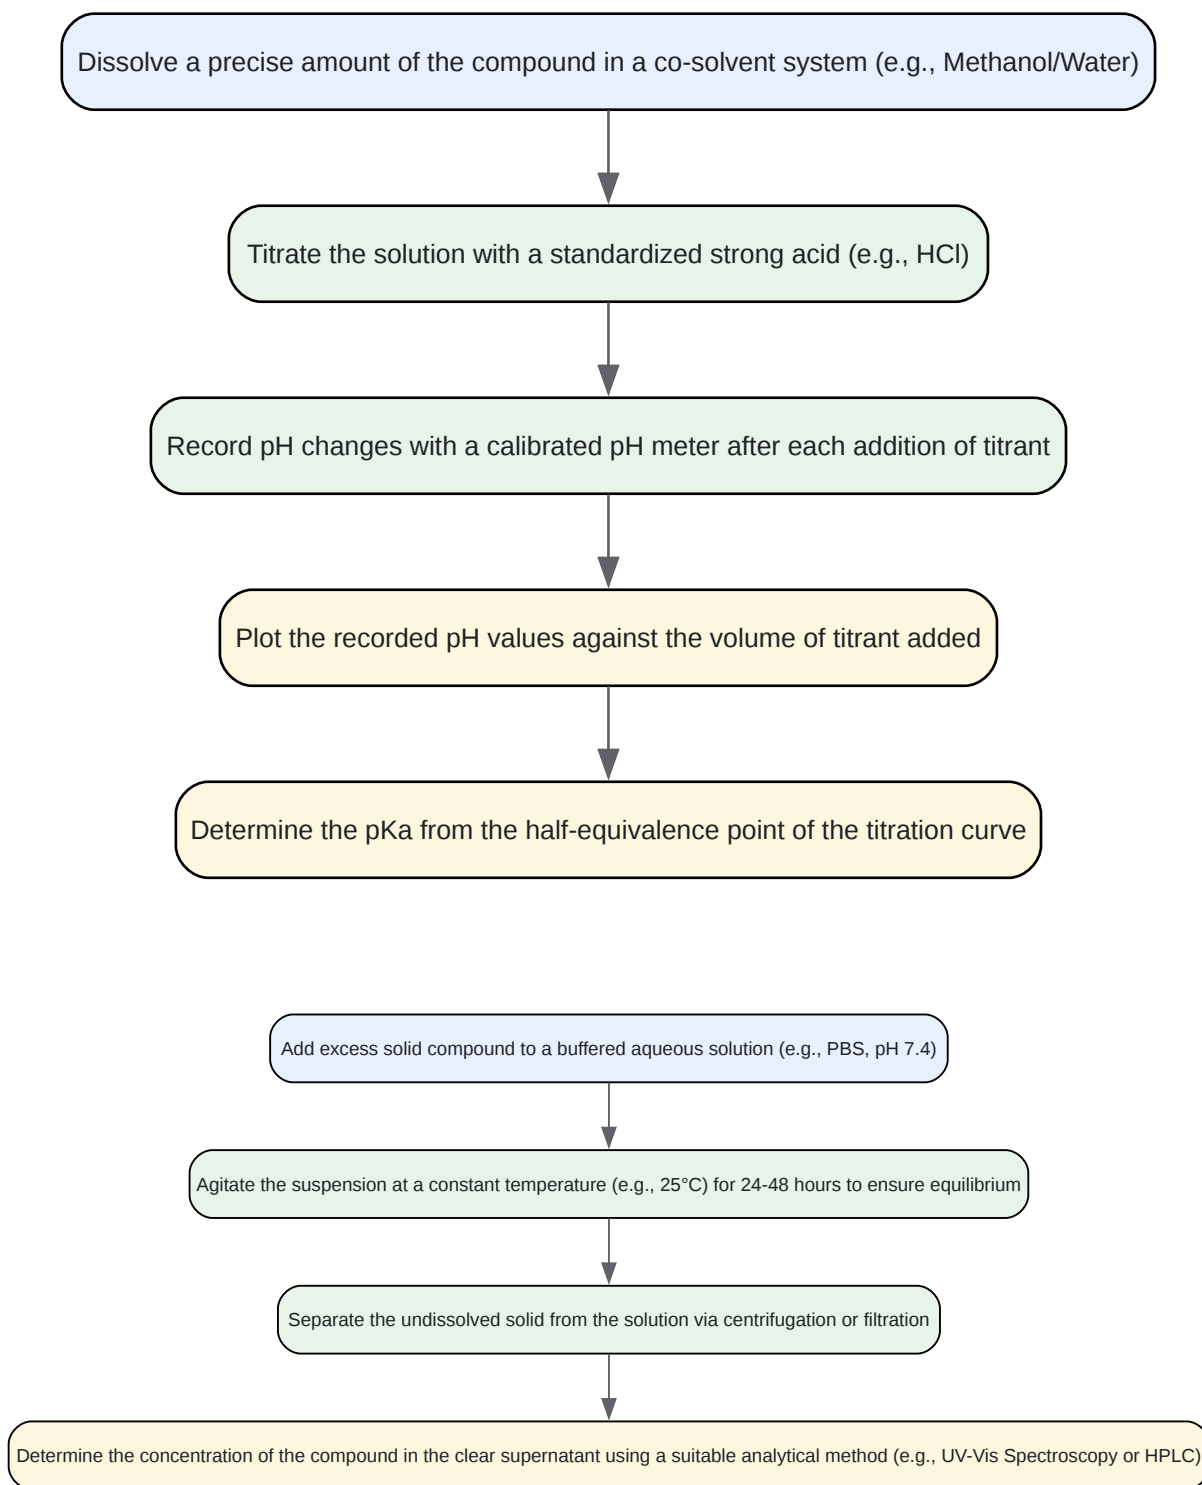 Dissolve a precise amount of the compound in a co-solvent system (e.g., Methanol/Water)
Titrate the solution with a standardized strong acid (e.g., HCl)
Record pH changes with a calibrated pH meter after each addition of titrant
Plot the recorded pH values against the volume of titrant added
Determine the pKa from the half-equivalence point of the titration curve
Add excess solid compound to a buffered aqueous solution (e.g., PBS, pH 7.4)
Agitate the suspension at a constant temperature (e.g., 25°C) for 24-48 hours to ensure equilibrium
Separate the undissolved solid from the solution via centrifugation or filtration
Determine the concentration of the compound in the clear supernatant using a suitable analytical method (e.g., UV-Vis Spectroscopy or HPLC)